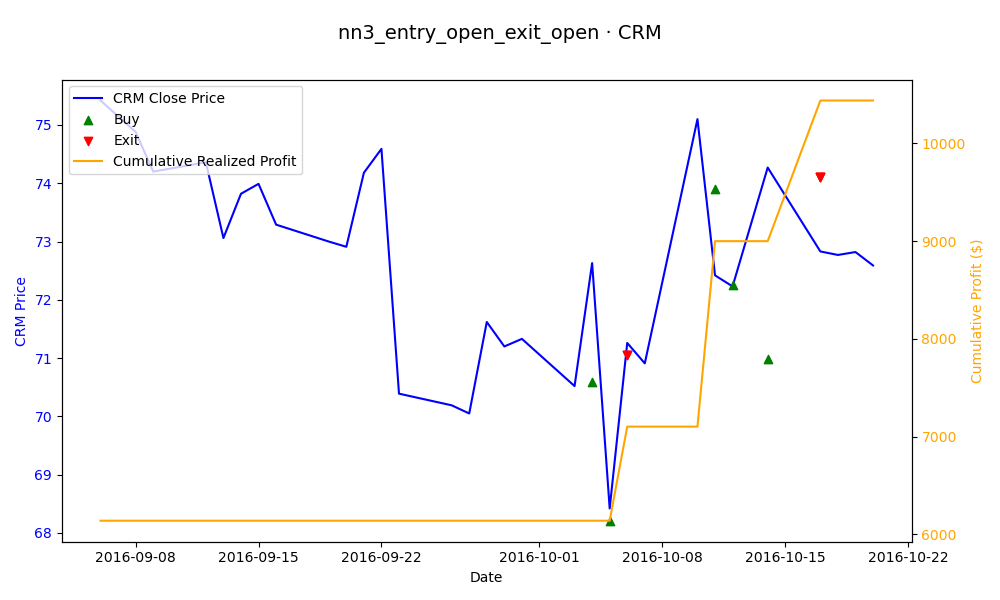 nn3_entry_open_exit_open · CRM
CRM Close Price
Buy
Exit
Cumulative Realized Profit
75
74
73
72
71
70
69
68
CRM Price
10000
9000
8000
7000
6000
Cumulative Profit ($)
2016-09-08
2016-09-15
2016-09-22
2016-10-01
2016-10-08
2016-10-15
2016-10-22
Date